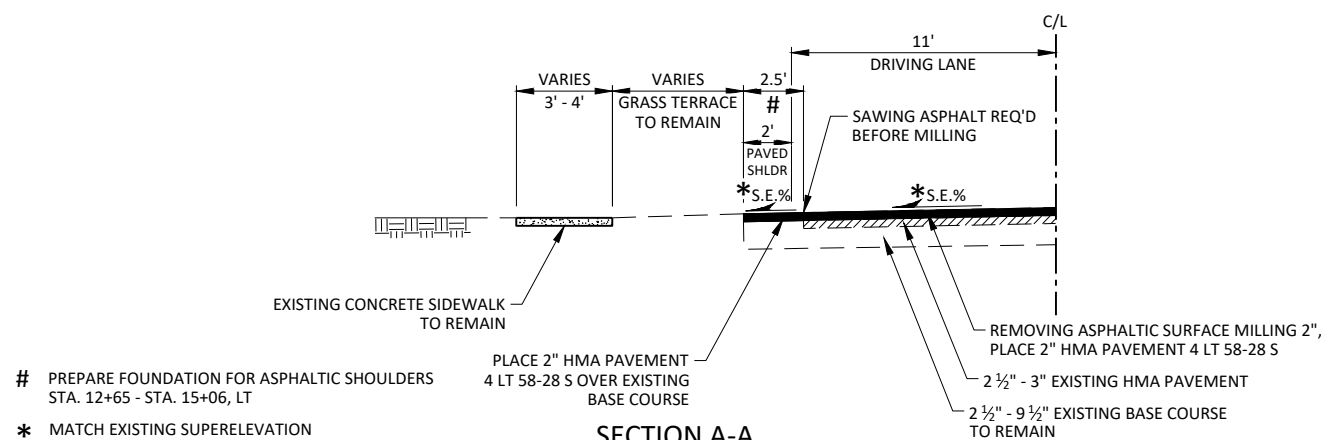 C/L
11'
DRIVING LANE
VARIES
3' - 4'
VARIES
GRASS TERRACE
TO REMAIN
2.5'
#
2'
PAVED
SHLDR
SAWING ASPHALT REQ'D
BEFORE MILLING
* S.E.%
* S.E.%
EXISTING CONCRETE SIDEWALK
TO REMAIN
PLACE 2" HMA PAVEMENT
4 LT 58-28 S OVER EXISTING
BASE COURSE
REMOVING ASPHALTIC SURFACE MILLING 2",
PLACE 2" HMA PAVEMENT 4 LT 58-28 S
2 ½" - 3" EXISTING HMA PAVEMENT
2 ½" - 9 ½" EXISTING BASE COURSE
TO REMAIN
# PREPARE FOUNDATION FOR ASPHALTIC SHOULDERS
STA. 12+65 - STA. 15+06, LT
* MATCH EXISTING SUPERELEVATION
SECTION A-A